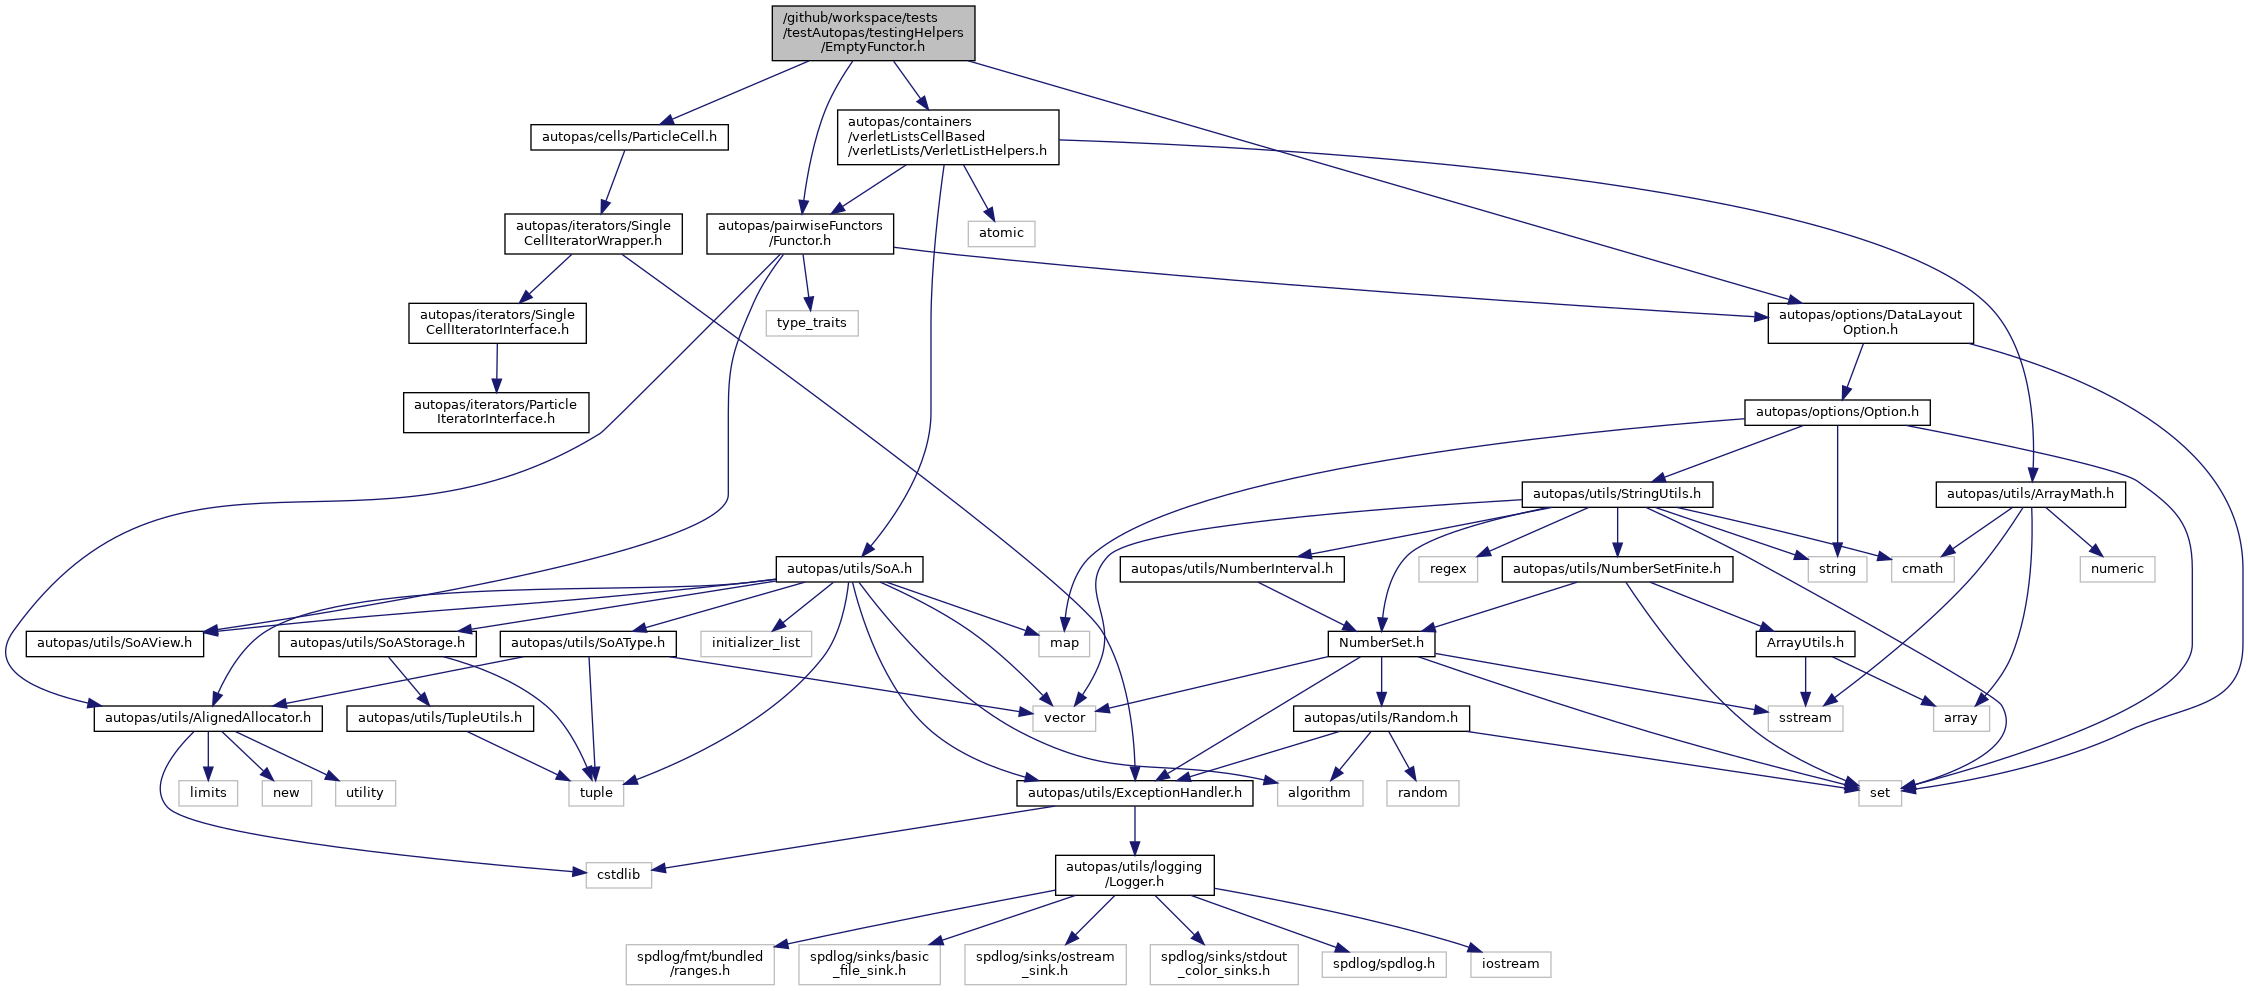 /github/workspace/tests
/testAutopas/testingHelpers
/EmptyFunctor.h
autopas/cells/ParticleCell.h
autopas/containers
/verletListsCellBased
/verletLists/VerletListHelpers.h
autopas/iterators/Single
CellIteratorWrapper.h
autopas/pairwiseFunctors
/Functor.h
atomic
autopas/iterators/Single
CellIteratorInterface.h
type_traits
autopas/options/DataLayout
Option.h
autopas/iterators/Particle
IteratorInterface.h
autopas/options/Option.h
autopas/utils/StringUtils.h
autopas/utils/ArrayMath.h
autopas/utils/SoA.h
autopas/utils/NumberInterval.h
regex
autopas/utils/NumberSetFinite.h
string
cmath
numeric
autopas/utils/SoAView.h
autopas/utils/SoAStorage.h
autopas/utils/SoAType.h
initializer_list
map
NumberSet.h
ArrayUtils.h
autopas/utils/AlignedAllocator.h
autopas/utils/TupleUtils.h
vector
autopas/utils/Random.h
sstream
array
limits
new
utility
tuple
autopas/utils/ExceptionHandler.h
algorithm
random
set
cstdlib
autopas/utils/logging
/Logger.h
spdlog/fmt/bundled
/ranges.h
spdlog/sinks/basic
_file_sink.h
spdlog/sinks/ostream
_sink.h
spdlog/sinks/stdout
_color_sinks.h
spdlog/spdlog.h
iostream